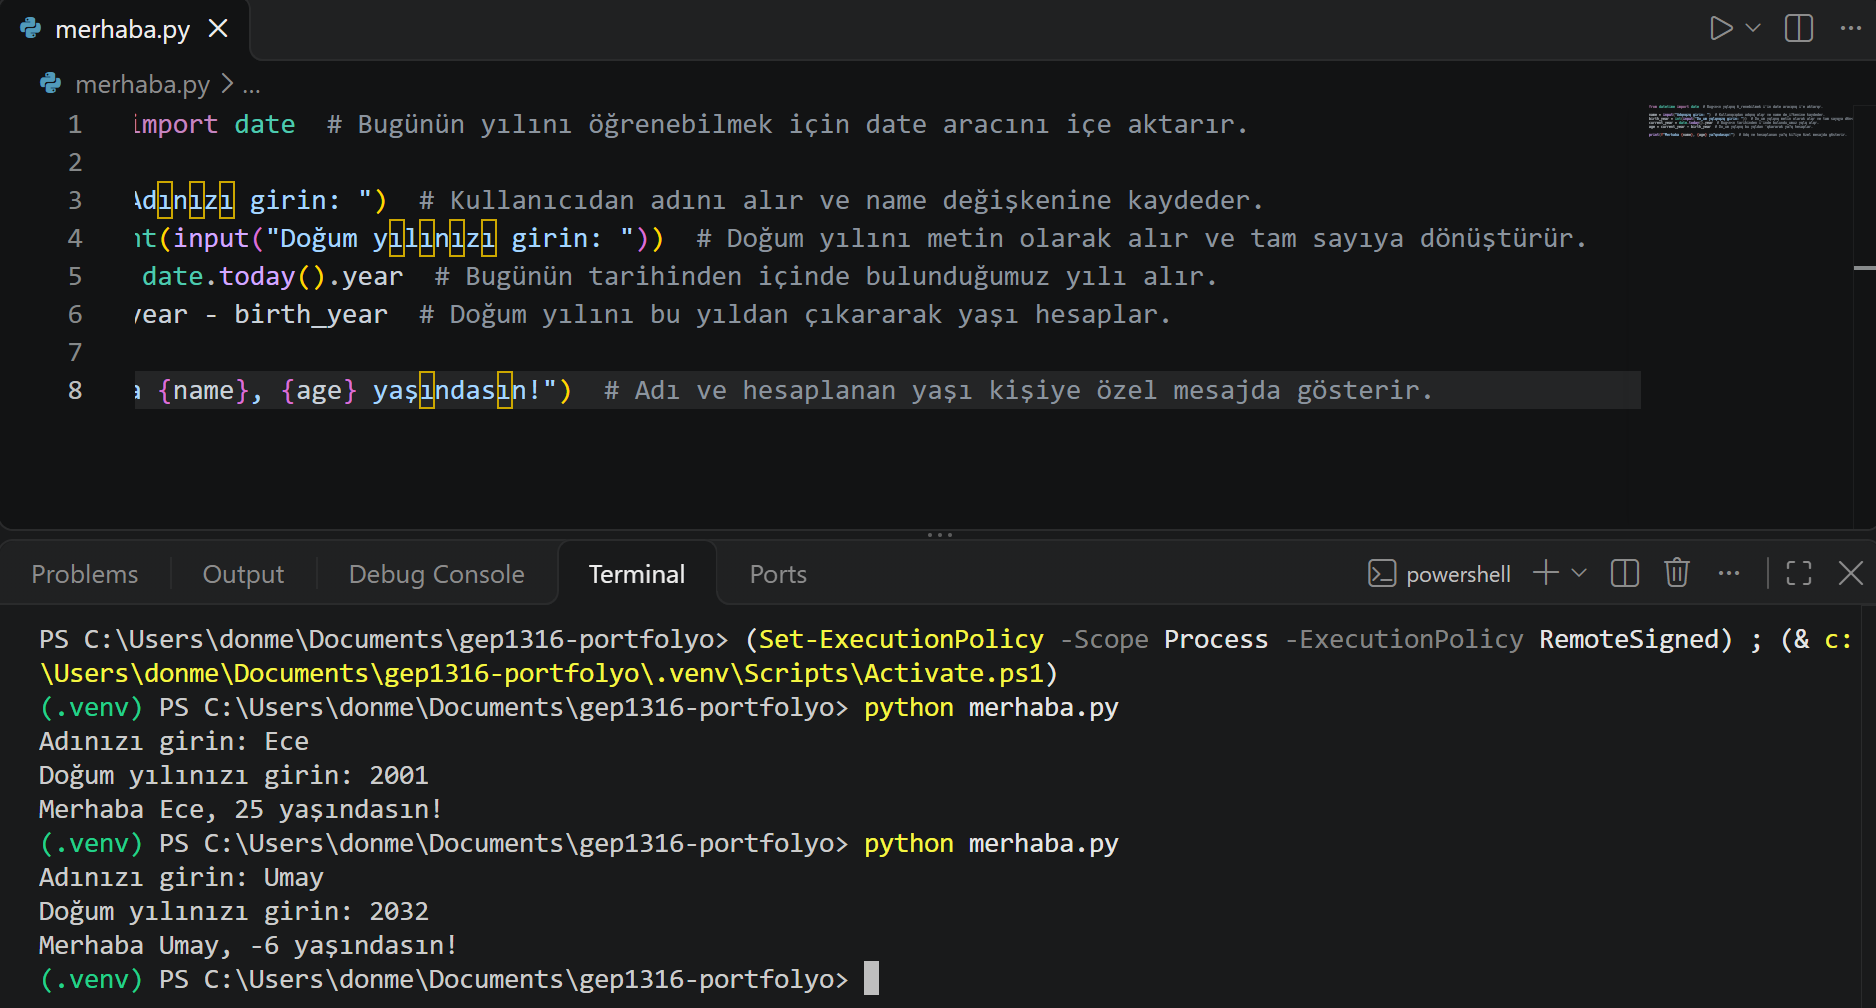 merhaba.py
merhaba.py > ...
1 import date  # Bugünün yılını öğrenebilmek için date aracını içe aktarır.
2
3 Adınızı girin: ")  # Kullanıcıdan adını alır ve name değişkenine kaydeder.
4 nt(input("Doğum yılınızı girin: "))  # Doğum yılını metin olarak alır ve tam sayıya dönüştürür.
5 date.today().year  # Bugünün tarihinden içinde bulunduğumuz yılı alır.
6 year - birth_year  # Doğum yılını bu yıldan çıkararak yaşı hesaplar.
7
8 a {name}, {age} yaşındasın!")  # Adı ve hesaplanan yaşı kişiye özel mesajda gösterir.
Problems Output Debug Console Terminal Ports powershell
PS C:\Users\donme\Documents\gep1316-portfolyo> (Set-ExecutionPolicy -Scope Process -ExecutionPolicy RemoteSigned) ; (& c:
\Users\donme\Documents\gep1316-portfolyo\.venv\Scripts\Activate.ps1)
(.venv) PS C:\Users\donme\Documents\gep1316-portfolyo> python merhaba.py
Adınızı girin: Ece
Doğum yılınızı girin: 2001
Merhaba Ece, 25 yaşındasın!
(.venv) PS C:\Users\donme\Documents\gep1316-portfolyo> python merhaba.py
Adınızı girin: Umay
Doğum yılınızı girin: 2032
Merhaba Umay, -6 yaşındasın!
(.venv) PS C:\Users\donme\Documents\gep1316-portfolyo>